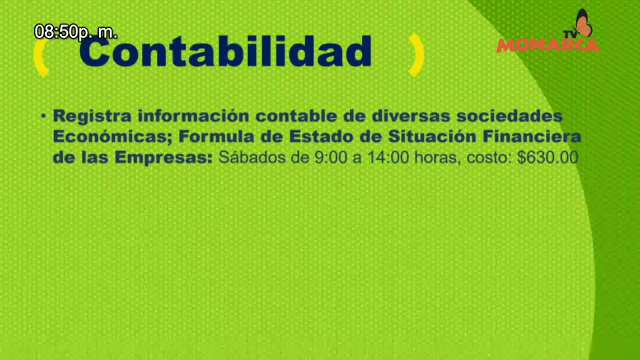 08:50p. m.
TV
MONARCA
Contabilidad
• Registra información contable de diversas sociedades
Económicas; Formula de Estado de Situación Financiera
de las Empresas: Sábados de 9:00 a 14:00 horas, costo: $630.00